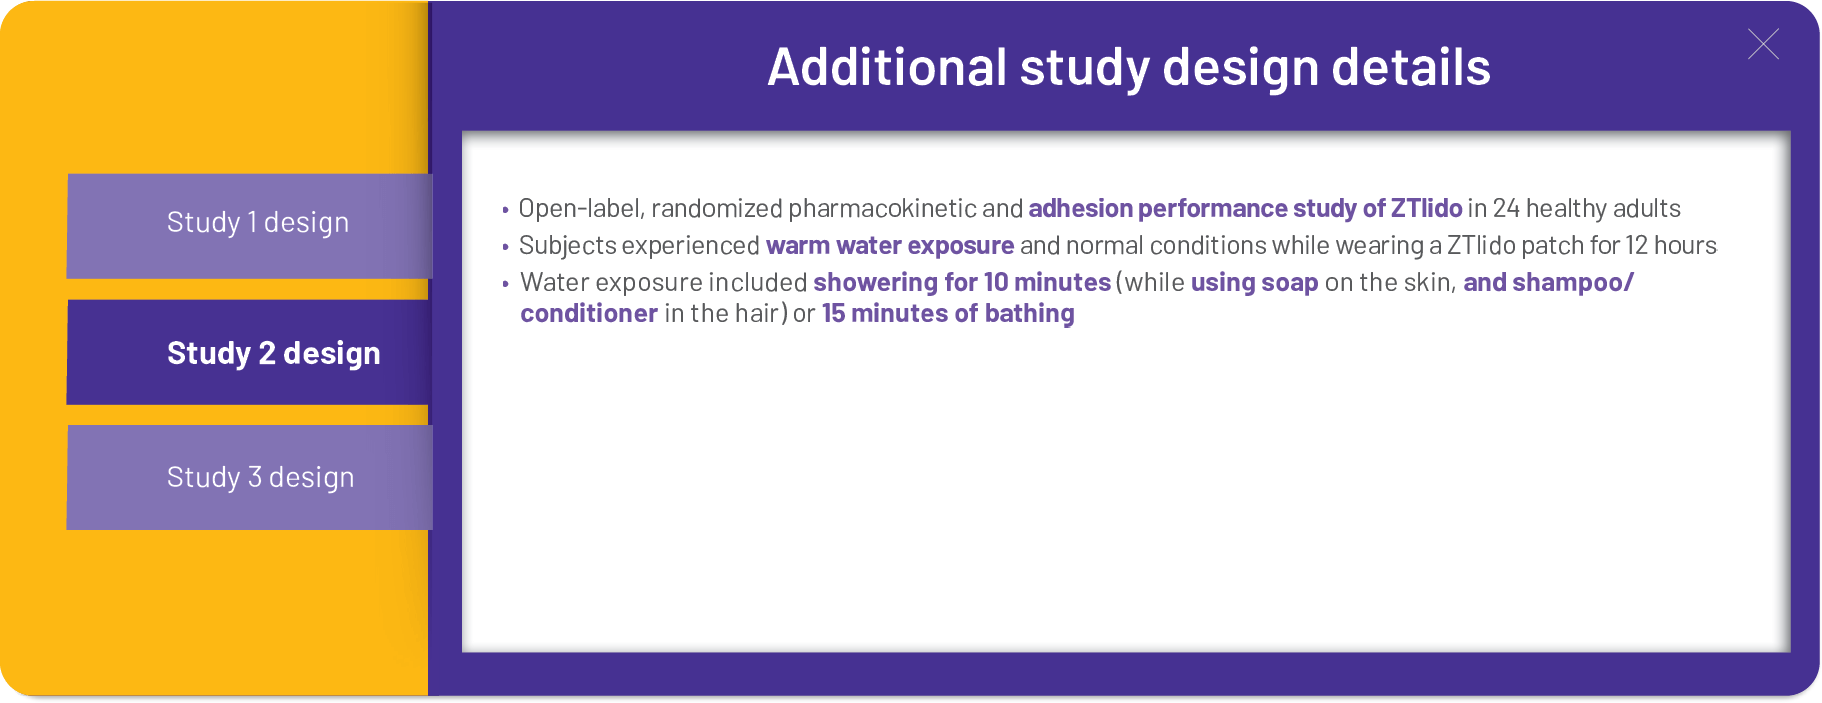 Additional study design details
Study 1 design
Study 2 design
Study 3 design
• Open-label, randomized pharmacokinetic and adhesion performance study of ZTlido in 24 healthy adults
• Subjects experienced warm water exposure and normal conditions while wearing a ZTlido patch for 12 hours
• Water exposure included showering for 10 minutes (while using soap on the skin, and shampoo/
conditioner in the hair) or 15 minutes of bathing